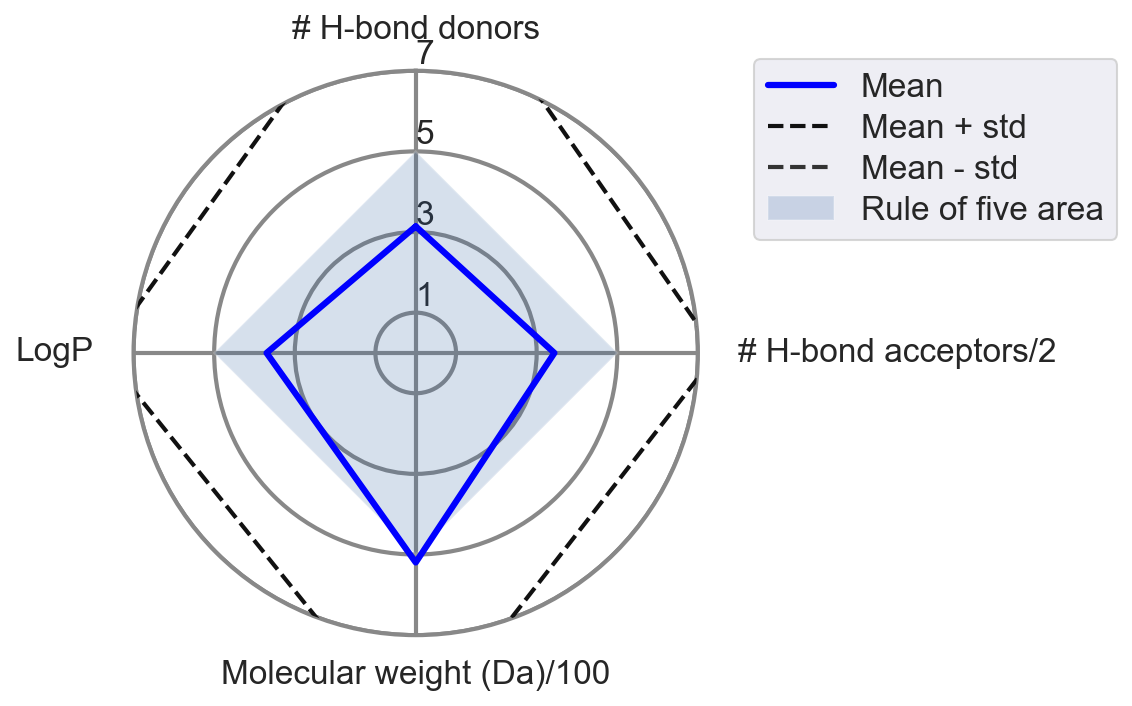 # H-bond donors
7
5
3
1
LogP
# H-bond acceptors/2
Molecular weight (Da)/100
Mean
Mean + std
Mean - std
Rule of five area